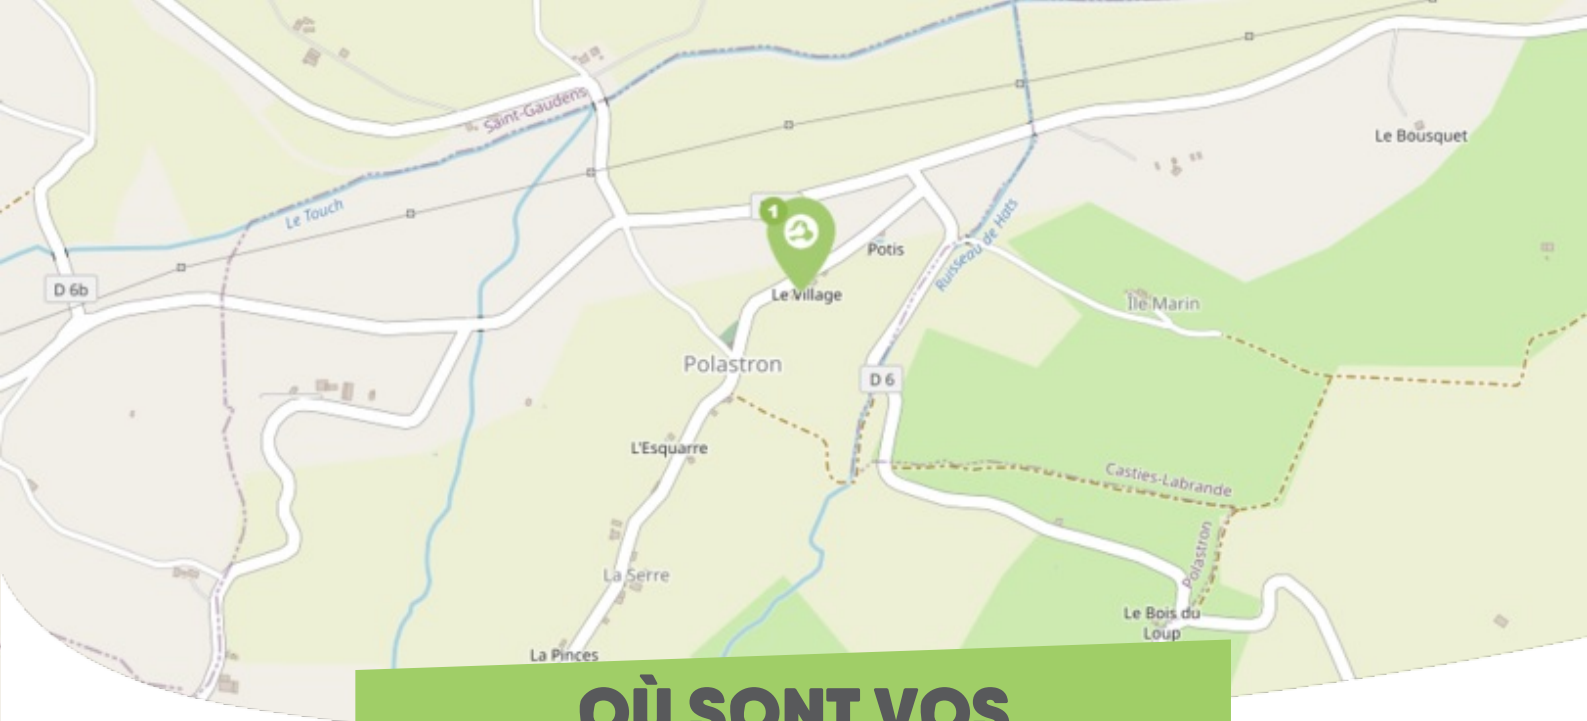 Saint-Gaudens
Le Bousquet
Le Touch
1
Ruisseau de Hats
Potis
D 6b
Le Village
Île Marin
Polastron
D 6
L'Esquarre
Casties-Labrande
Polastron
La Serre
Le Bois du
Loup
La Pinces
OÙ SONT VOS